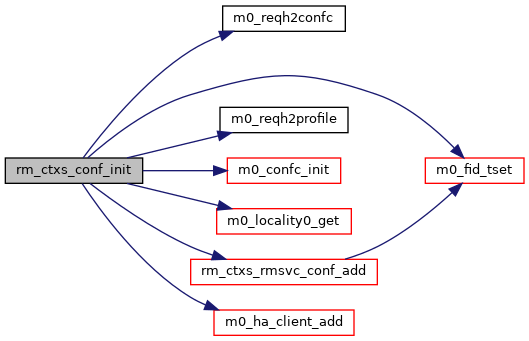 m0_reqh2confc
m0_reqh2profile
rm_ctxs_conf_init
m0_confc_init
m0_fid_tset
m0_locality0_get
rm_ctxs_rmsvc_conf_add
m0_ha_client_add